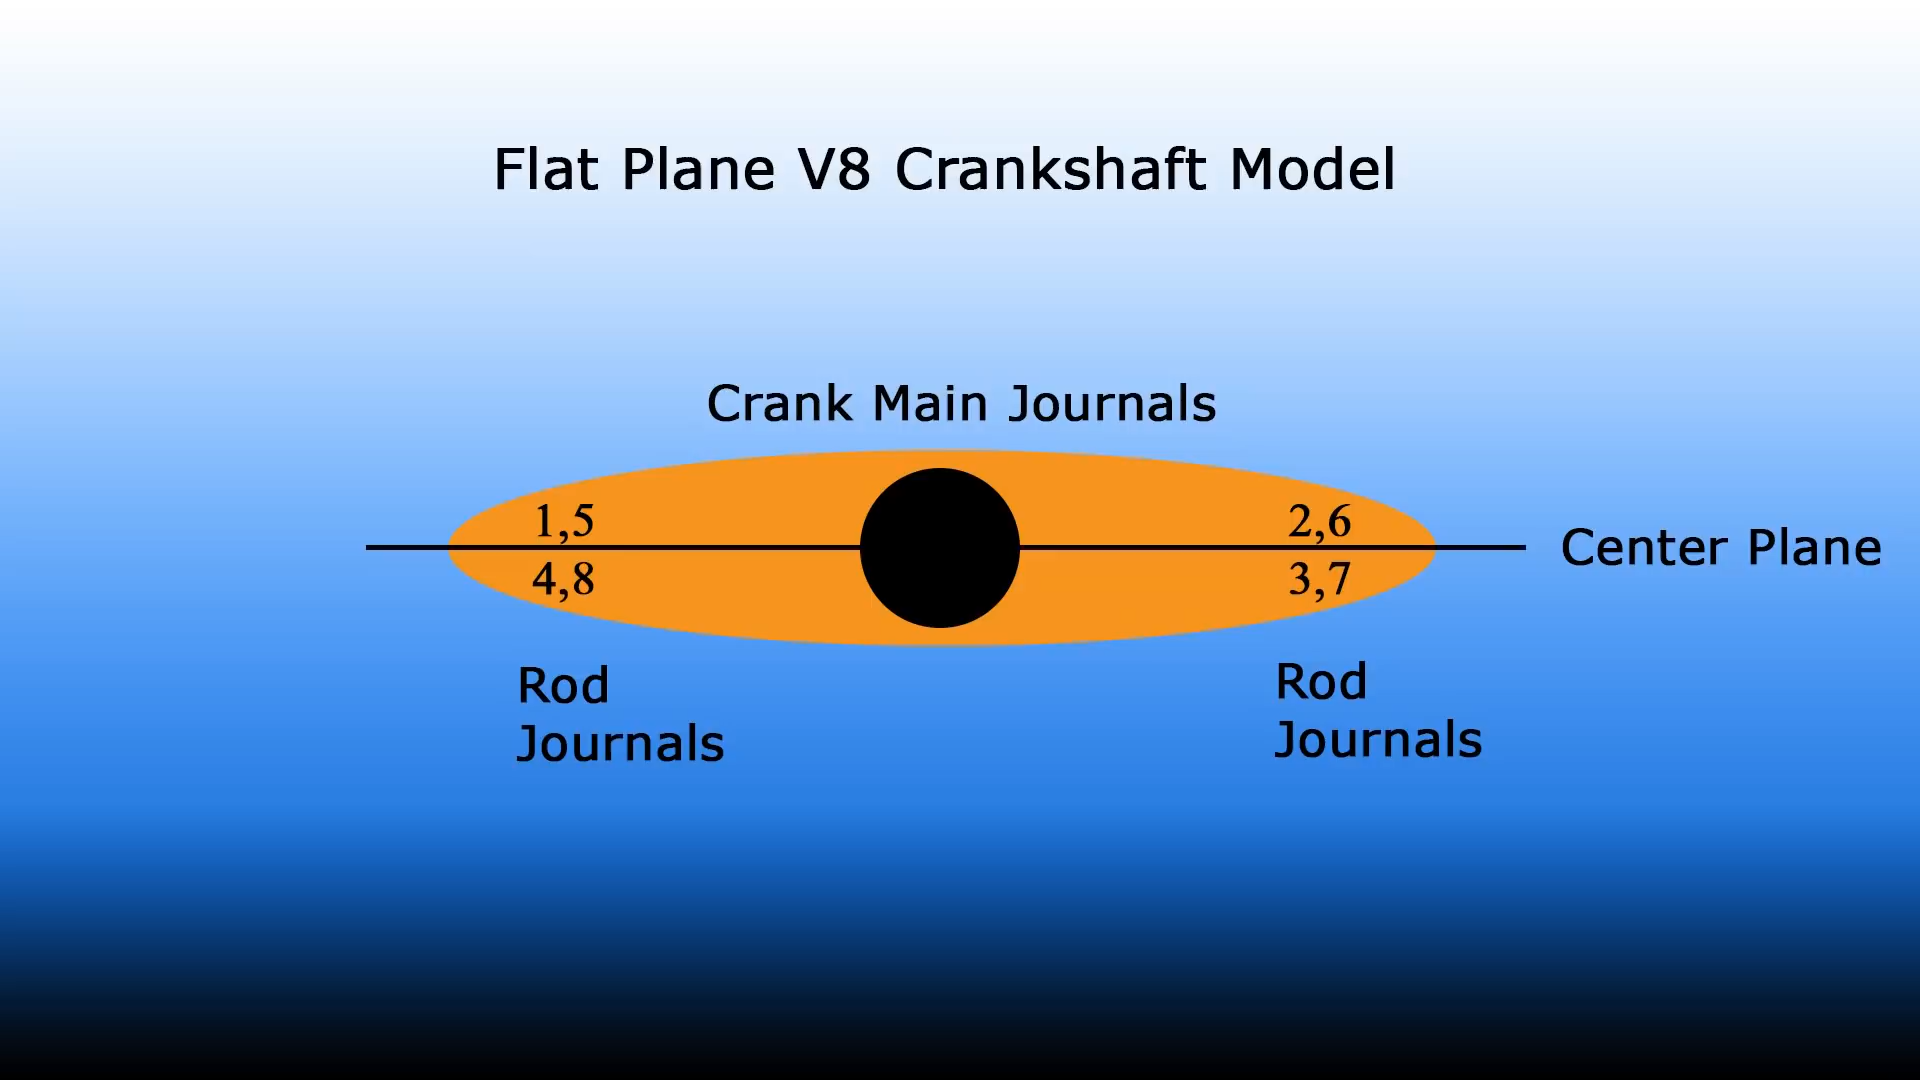 Flat Plane V8 Crankshaft Model
Crank Main Journals
1,5
2,6
Center Plane
4,8
3,7
Rod
Journals
Rod
Journals